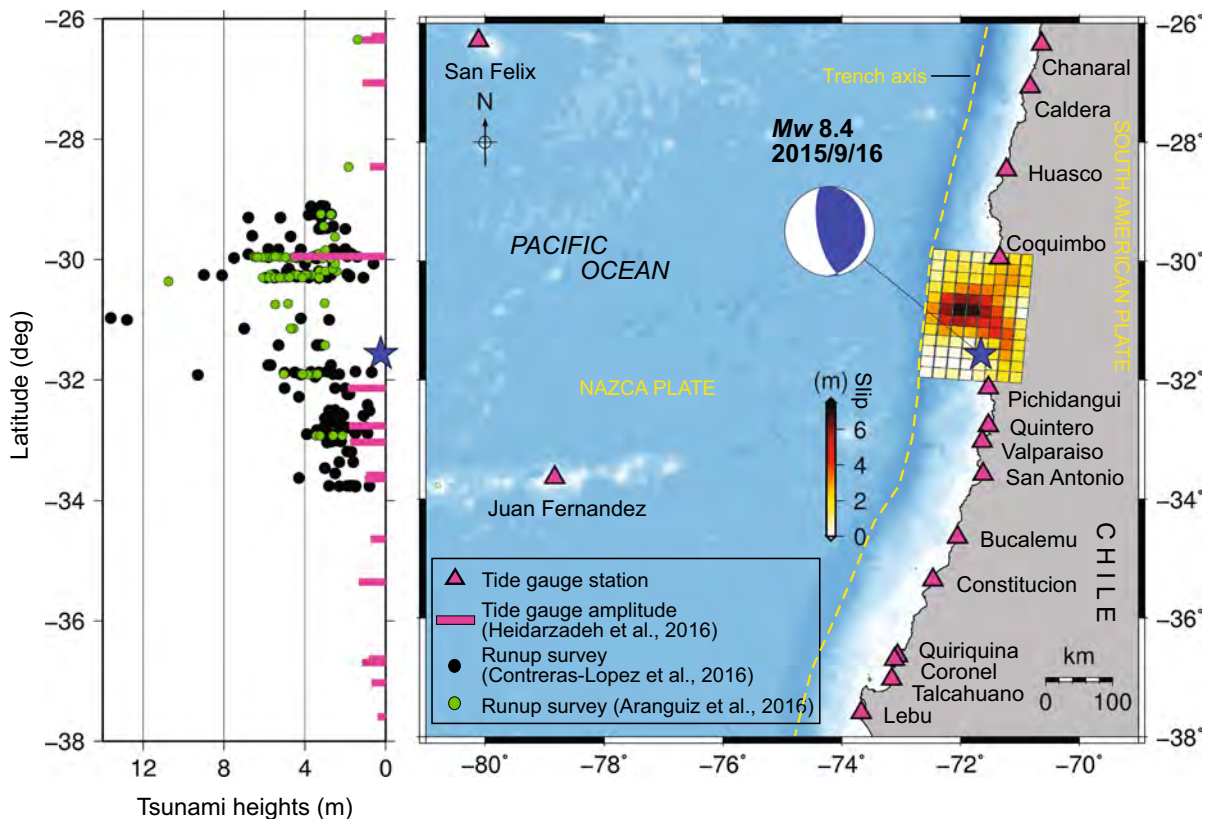 −26
−28
−30
−32
−34
−36
−38
Latitude (deg)
12
8
4
0
Tsunami heights (m)
San Felix
N
Trench axis
Mw 8.4
2015/9/16
PACIFIC
OCEAN
NAZCA PLATE
SOUTH AMERICAN PLATE
Chanaral
Caldera
Huasco
Coquimbo
Pichidangui
Quintero
Valparaiso
San Antonio
Bucalemu
Constitucion
Quiriquina
Coronel
Talcahuano
Lebu
CHILE
Juan Fernandez
(m)
Slip
6
4
2
0
Tide gauge station
Tide gauge amplitude
(Heidarzadeh et al., 2016)
Runup survey
(Contreras-Lopez et al., 2016)
Runup survey (Aranguiz et al., 2016)
km
0 100
−80
−78
−76
−74
−72
−70
−26°
−28°
−30°
−32°
−34°
−36°
−38°